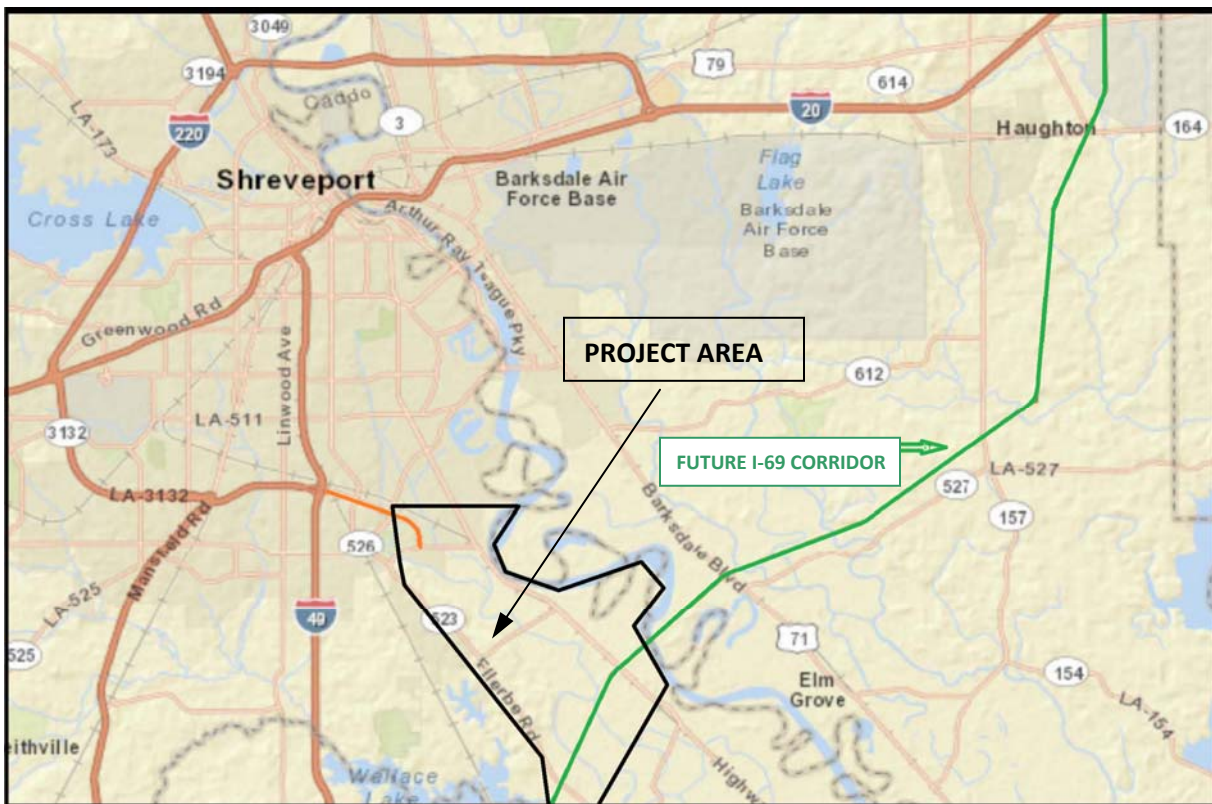 3049
3194
79
614
Caddo
LA-173
220
3
20
Haughton
164
Shreveport
Barksdale Air
Force Base
Flag
Lake
Barksdale
Air Force
Base
Cross Lake
Arthur Ray Teague Pky
Greenwood Rd
Linwood Ave
PROJECT AREA
612
3132
LA-511
FUTURE I-69 CORRIDOR
LA-527
527
LA-3132
Mansfield Rd
Barksdale Blvd
157
526
LA-525
49
523
71
525
Ellerbe Rd
Elm
Grove
154
LA-154
eithville
Wallace
Lake
Highw